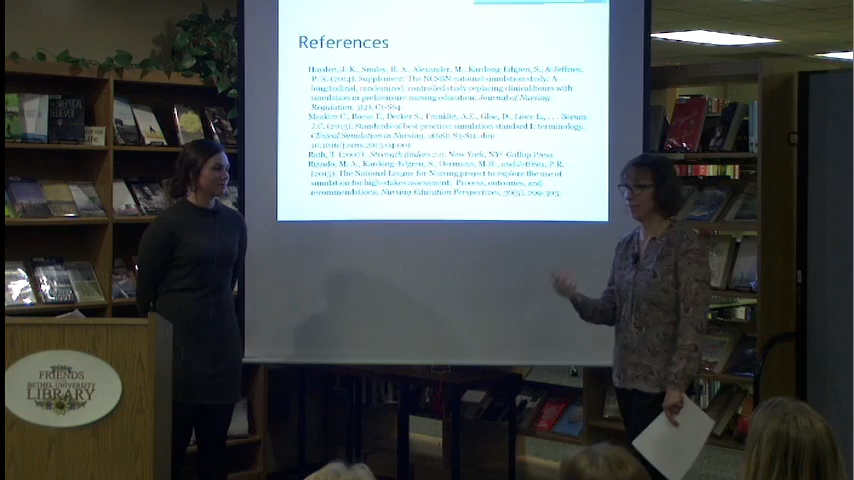 References
Hayden, J. K., Smiley, R. A., Alexander, M., Kardong-Edgren, S., & Jeffries,
P. R. (2014). Supplement: The NCSBN national simulation study: A
longitudinal, randomized, controlled study replacing clinical hours with
simulation in prelicensure nursing education. Journal of Nursing
Regulation, 5(2), C1-S64.
Meakim C., Boese T., Decker S., Franklin, A.E., Gloe, D., Lioce L., . . . Borum,
J.C. (2013). Standards of best practice: simulation standard I: terminology.
Clinical Simulation in Nursing, S3-S11. doi:
Rath, T. (2007). Strength finders 2.0. New York, NY: Gallup Press.
Rizzolo, M. A., Kardong-Edgren, S., Oermann, M. H., and Jeffries, P.R.
(2015). The National League for Nursing project to explore the use of
simulation for high-stakes assessment: Process, outcomes, and
recommendations. Nursing Education Perspectives, 36(5), 299-303.
SKEPTICAL
BELIEVER
Life
FRIENDS
of the
BETHEL UNIVERSITY
LIBRARY